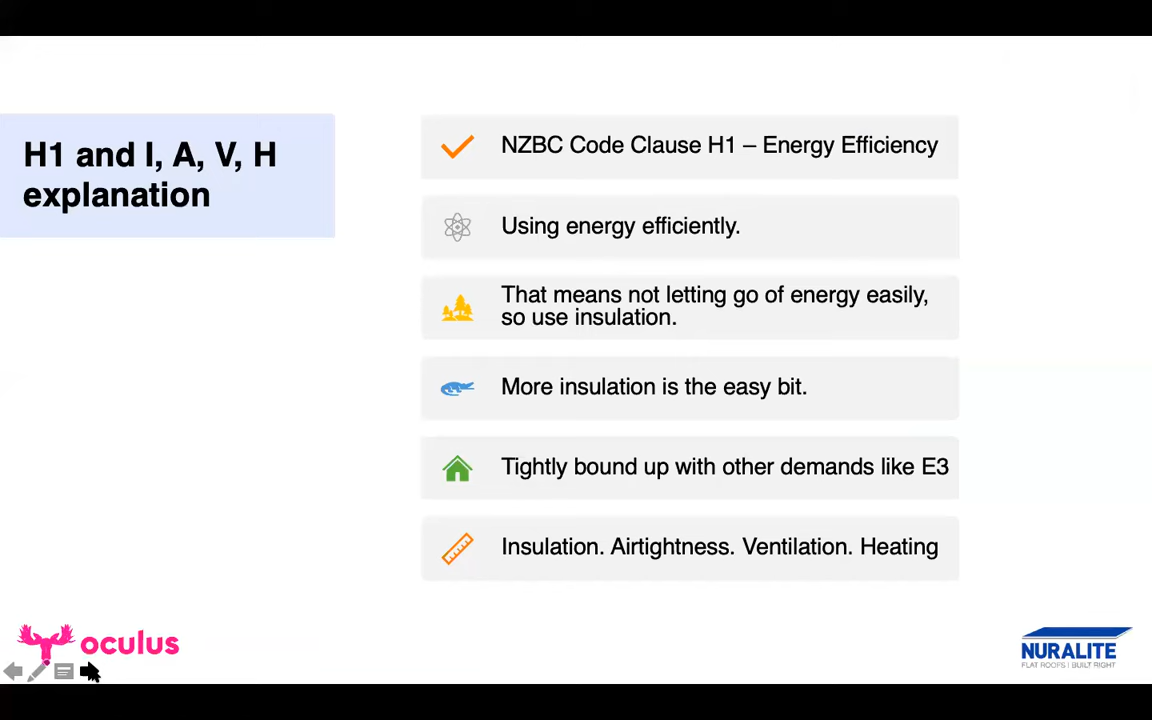 H1 and I, A, V, H
explanation
NZBC Code Clause H1 – Energy Efficiency
Using energy efficiently.
That means not letting go of energy easily,
so use insulation.
More insulation is the easy bit.
Tightly bound up with other demands like E3
Insulation. Airtightness. Ventilation. Heating
oculus
NURALITE
FLAT ROOFS | BUILT RIGHT